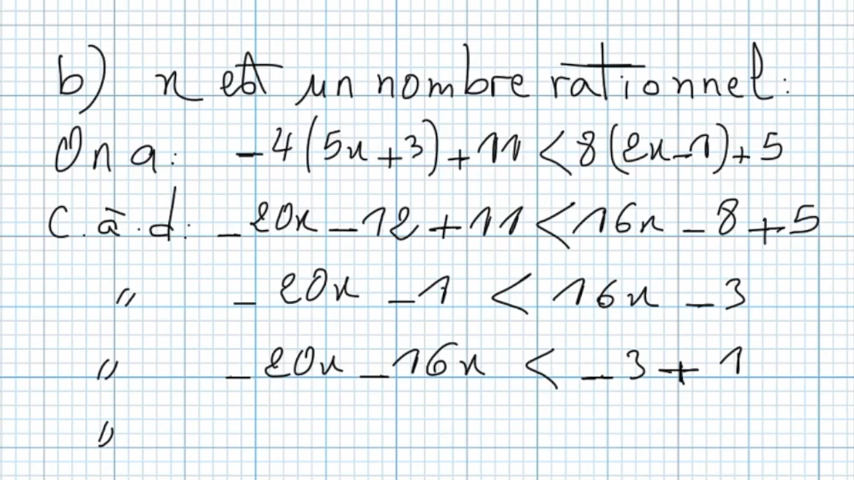 b) x est un nombre rationnel:
On a: -4(5x+3)+11 < 8(2x-1)+5
C.à.d: -20x -12 +11 < 16x - 8 + 5
" -20x -1 < 16x - 3
" -20x -16x < -3 + 1
"